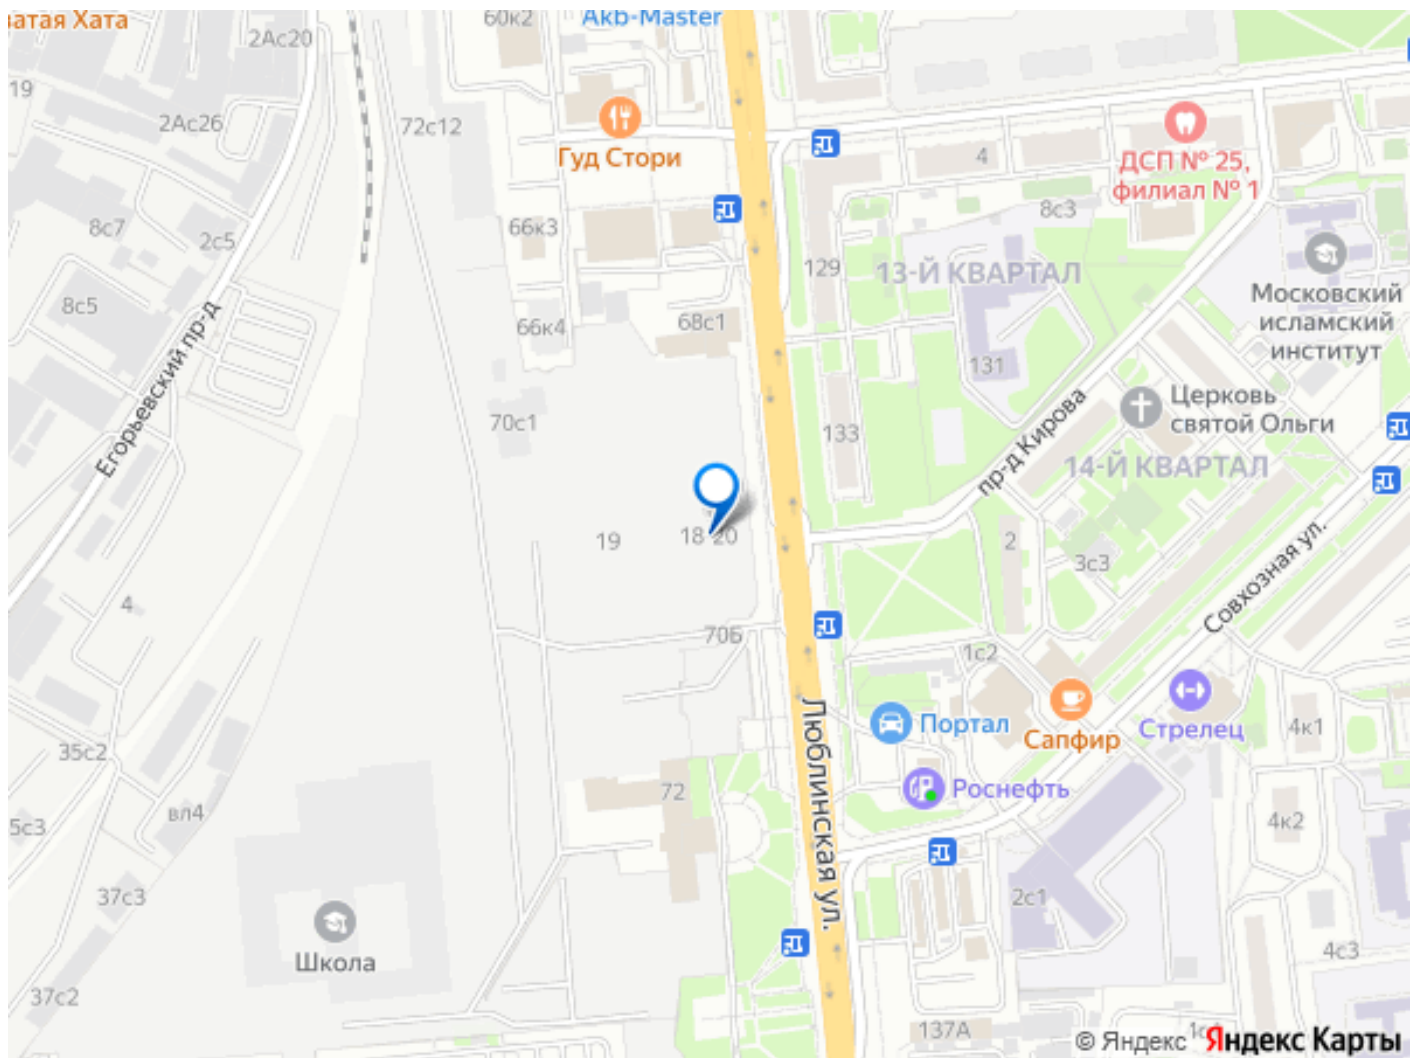 60к2
Akb-Master
атая Хата
2Ас20
19
2Ас26
72с12
Гуд Стори
4
ДСП № 25,
филиал № 1
8с3
8с7
2с5
66к3
129
13-Й КВАРТАЛ
Московский
исламский
институт
8с5
66к4
68с1
131
Егорьевский пр-д
70с1
133
пр-д Кирова
Церковь
святой Ольги
14-Й КВАРТАЛ
19
18
20
2
3с3
Совхозная ул.
4
70Б
1с2
Портал
Сапфир
Стрелец
4к1
35с2
Люблинская ул.
72
Роснефть
вл4
4к2
5с3
37с3
2с1
Школа
4с3
37с2
137А
© Яндекс
Яндекс Карты